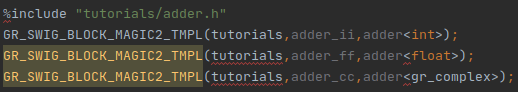 %include "tutorials/adder.h"
GR_SWIG_BLOCK_MAGIC2_TMPL(tutorials,adder_ii,adder<int>);
GR_SWIG_BLOCK_MAGIC2_TMPL(tutorials,adder_ff,adder<float>);
GR_SWIG_BLOCK_MAGIC2_TMPL(tutorials,adder_cc,adder<gr_complex>);